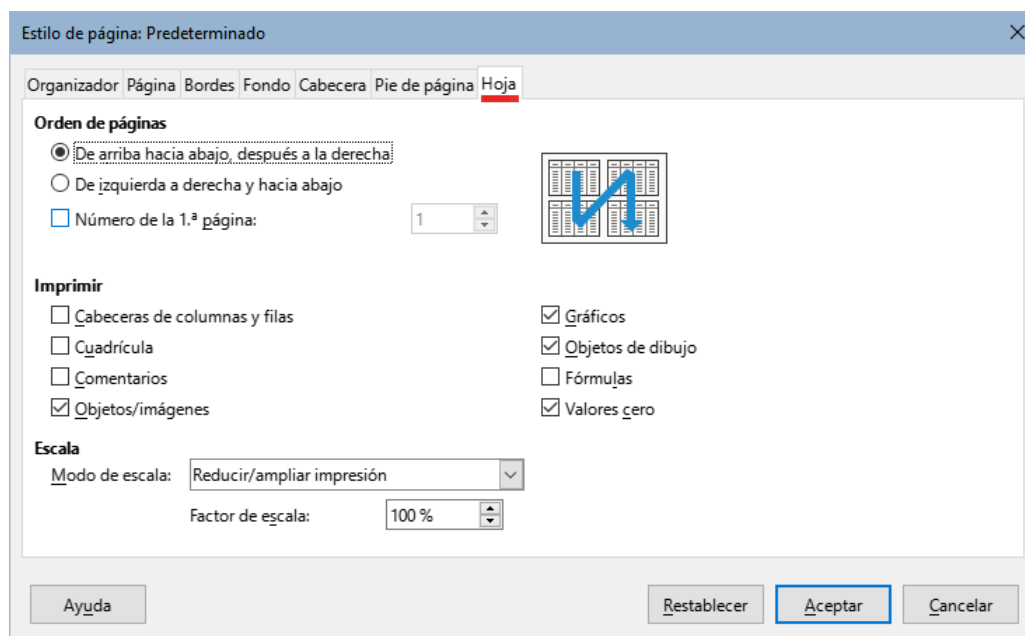 Estilo de página: Predeterminado
Organizador Página Bordes Fondo Cabecera Pie de página Hoja
Orden de páginas
De arriba hacia abajo, después a la derecha
De izquierda a derecha y hacia abajo
Número de la 1.ª página: 1
Imprimir
Cabeceras de columnas y filas Gráficos
Cuadrícula Objetos de dibujo
Comentarios Fórmulas
Objetos/imágenes Valores cero
Escala
Modo de escala: Reducir/ampliar impresión
Factor de escala: 100 %
Ayuda Restablecer Aceptar Cancelar